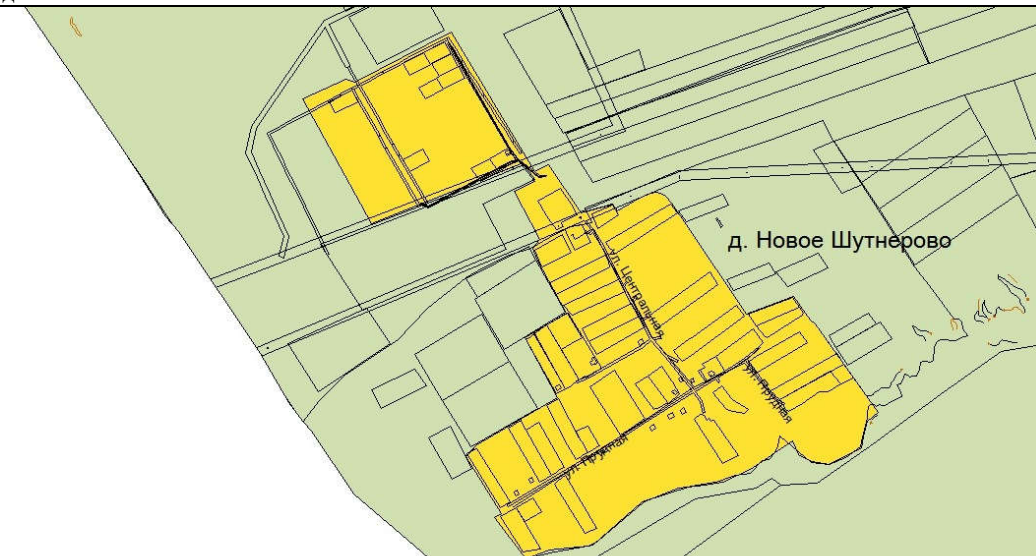 д. Новое Шутнерово
ул. Центральная
ул. Прудная
ул. Прудная